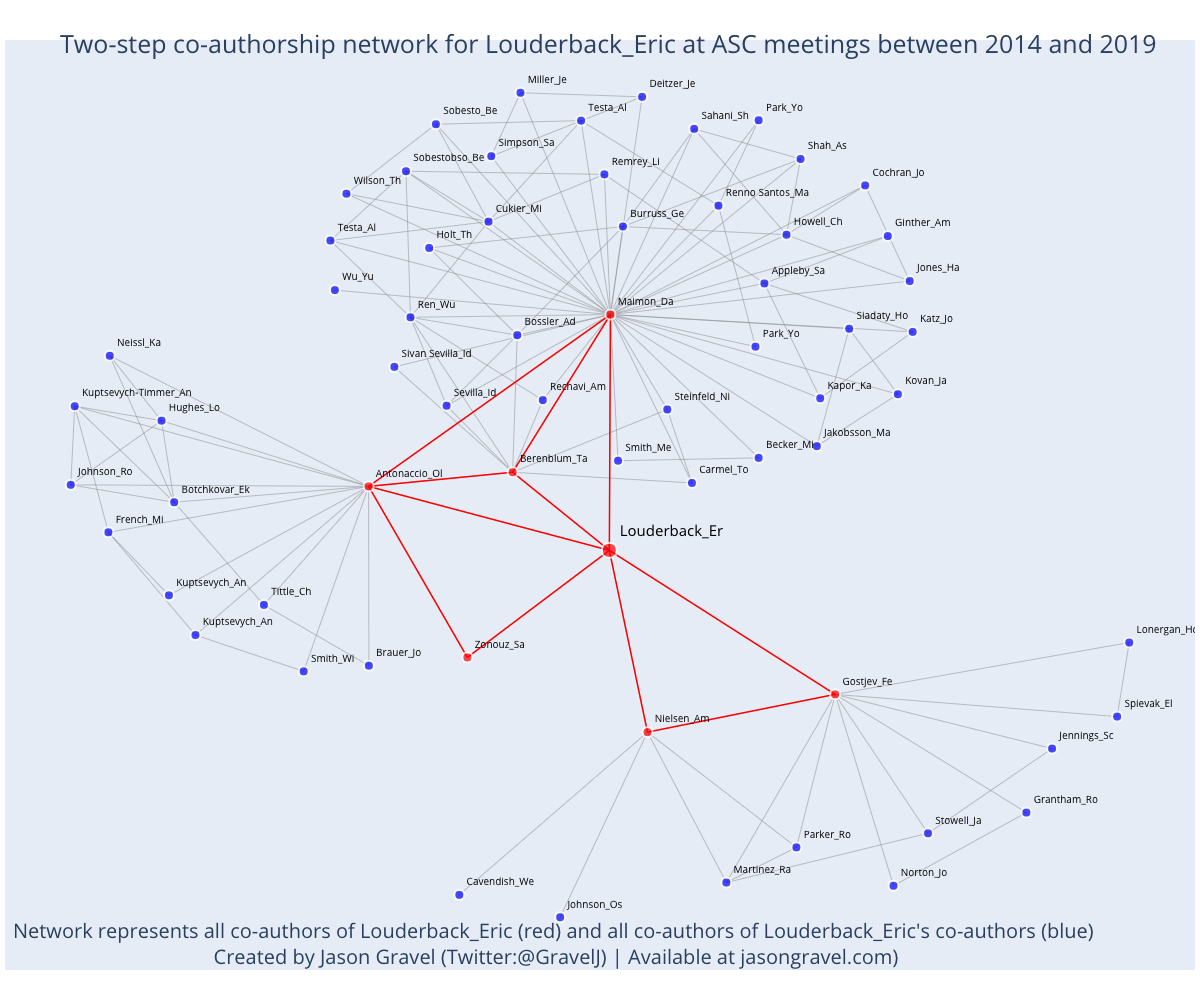 Two-step co-authorship network for Louderback_Eric at ASC meetings between 2014 and 2019
Miller_Je
Deitzer_Je
Sobesto_Be
Testa_Al
Park_Yo
Sahani_Sh
Simpson_Sa
Shah_As
Sobestobso_Be
Remrey_Li
Cochran_Jo
Wilson_Th
Renno Santos_Ma
Cukier_Mi
Burruss_Ge
Howell_Ch
Ginther_Am
Testa_Al
Holt_Th
Jones_Ha
Wu_Yu
Appleby_Sa
Ren_Wu
Maimon_Da
Bossler_Ad
Siadaty_Ho
Katz_Jo
Park_Yo
Neissl_Ka
Sivan Sevilla_Id
Kuptsevych-Timmer_An
Hughes_Lo
Sevilla_Id
Rechavi_Am
Steinfeld_Ni
Kapor_Ka
Kovan_Ja
Smith_Me
Becker_Mi
Jakobsson_Ma
Johnson_Ro
Antonaccio_Ol
Berenblum_Ta
Carmel_To
Botchkovar_Ek
French_Mi
Louderback_Er
Kuptsevych_An
Tittle_Ch
Kuptsevych_An
Smith_Wi
Brauer_Jo
Zonouz_Sa
Lonergan_Ho
Gostjev_Fe
Nielsen_Am
Spievak_El
Jennings_Sc
Grantham_Ro
Stowell_Ja
Parker_Ro
Martinez_Ra
Norton_Jo
Cavendish_We
Johnson_Os
Network represents all co-authors of Louderback_Eric (red) and all co-authors of Louderback_Eric's co-authors (blue)
Created by Jason Gravel (Twitter:@GravelJ) | Available at jasongravel.com)